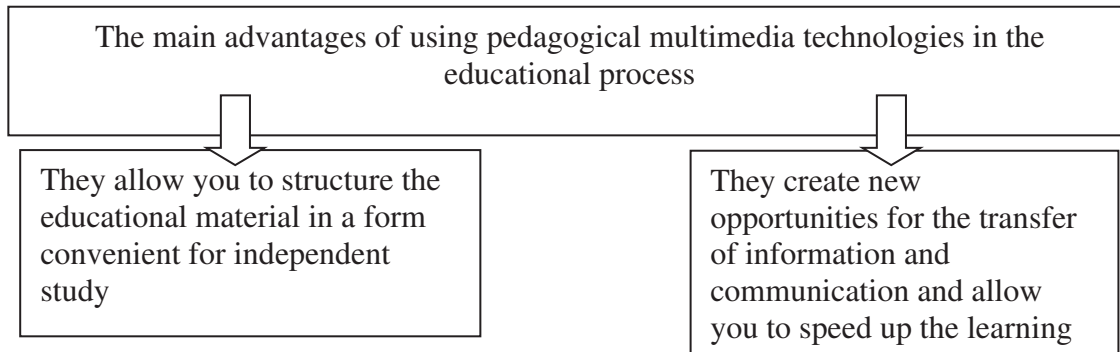 The main advantages of using pedagogical multimedia technologies in the
educational process
They allow you to structure the
educational material in a form
convenient for independent
study
They create new
opportunities for the transfer
of information and
communication and allow
you to speed up the learning